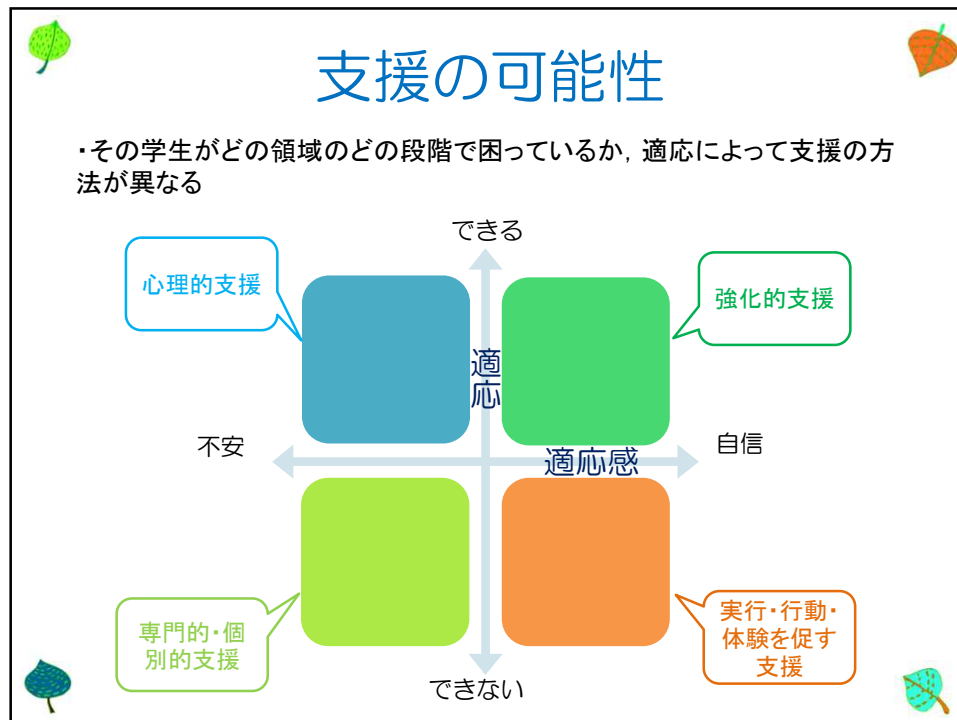 支援の可能性
・その学生がどの領域のどの段階で困っているか，適応によって支援の方
法が異なる
できる
心理的支援
強化的支援
適
応
不安
適応感
自信
専門的・個
別的支援
実行・行動・
体験を促す
支援
できない